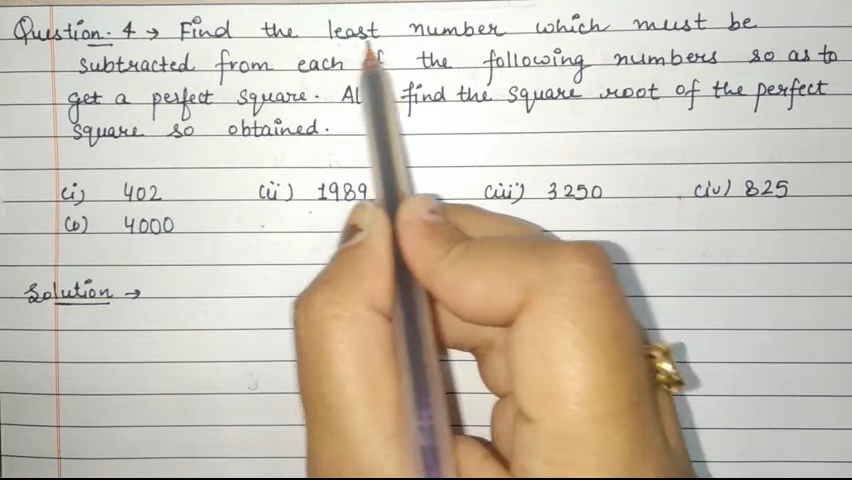 Question. 4 → Find the least number which must be
subtracted from each the following numbers so as to
get a perfect square. Al find the square root of the perfect
square so obtained.
(i) 402 (ii) 1989 (iii) 3250 (iv) 825
(v) 4000
Solution →